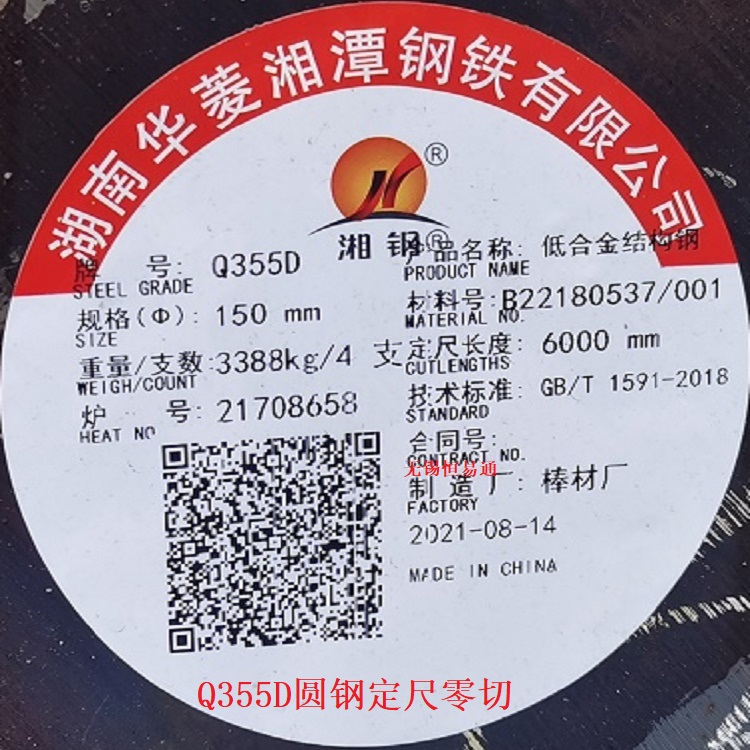 湖南华菱湘潭钢铁有限公司
®
湘钢®
牌 号: Q355D
STEEL GRADE
产品名称: 低合金结构钢
PRODUCT NAME
规格(Φ): 150 mm
SIZE
材料号: B22180537/001
MATERIAL NO.
重量/支数: 3388kg/4 支
WEIGH/COUNT
定尺长度: 6000 mm
CUTLENGTHS
炉 号: 21708658
HEAT NO
技术标准: GB/T 1591-2018
STANDARD
合同号:
CONTRACT NO.
无锡恒易通
制 造 厂: 棒材厂
FACTORY
2021-08-14
MADE IN CHINA
Q355D圆钢定尺零切